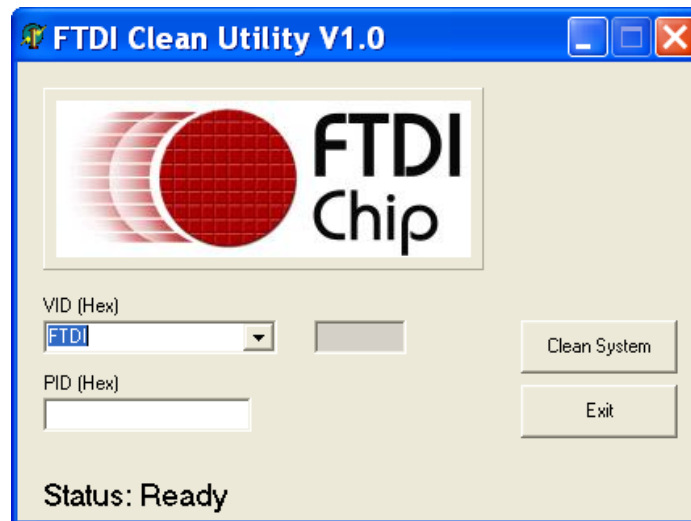 FTDI Clean Utility V1.0
FTDI
Chip
VID (Hex)
FTDI
Clean System
PID (Hex)
Exit
Status: Ready